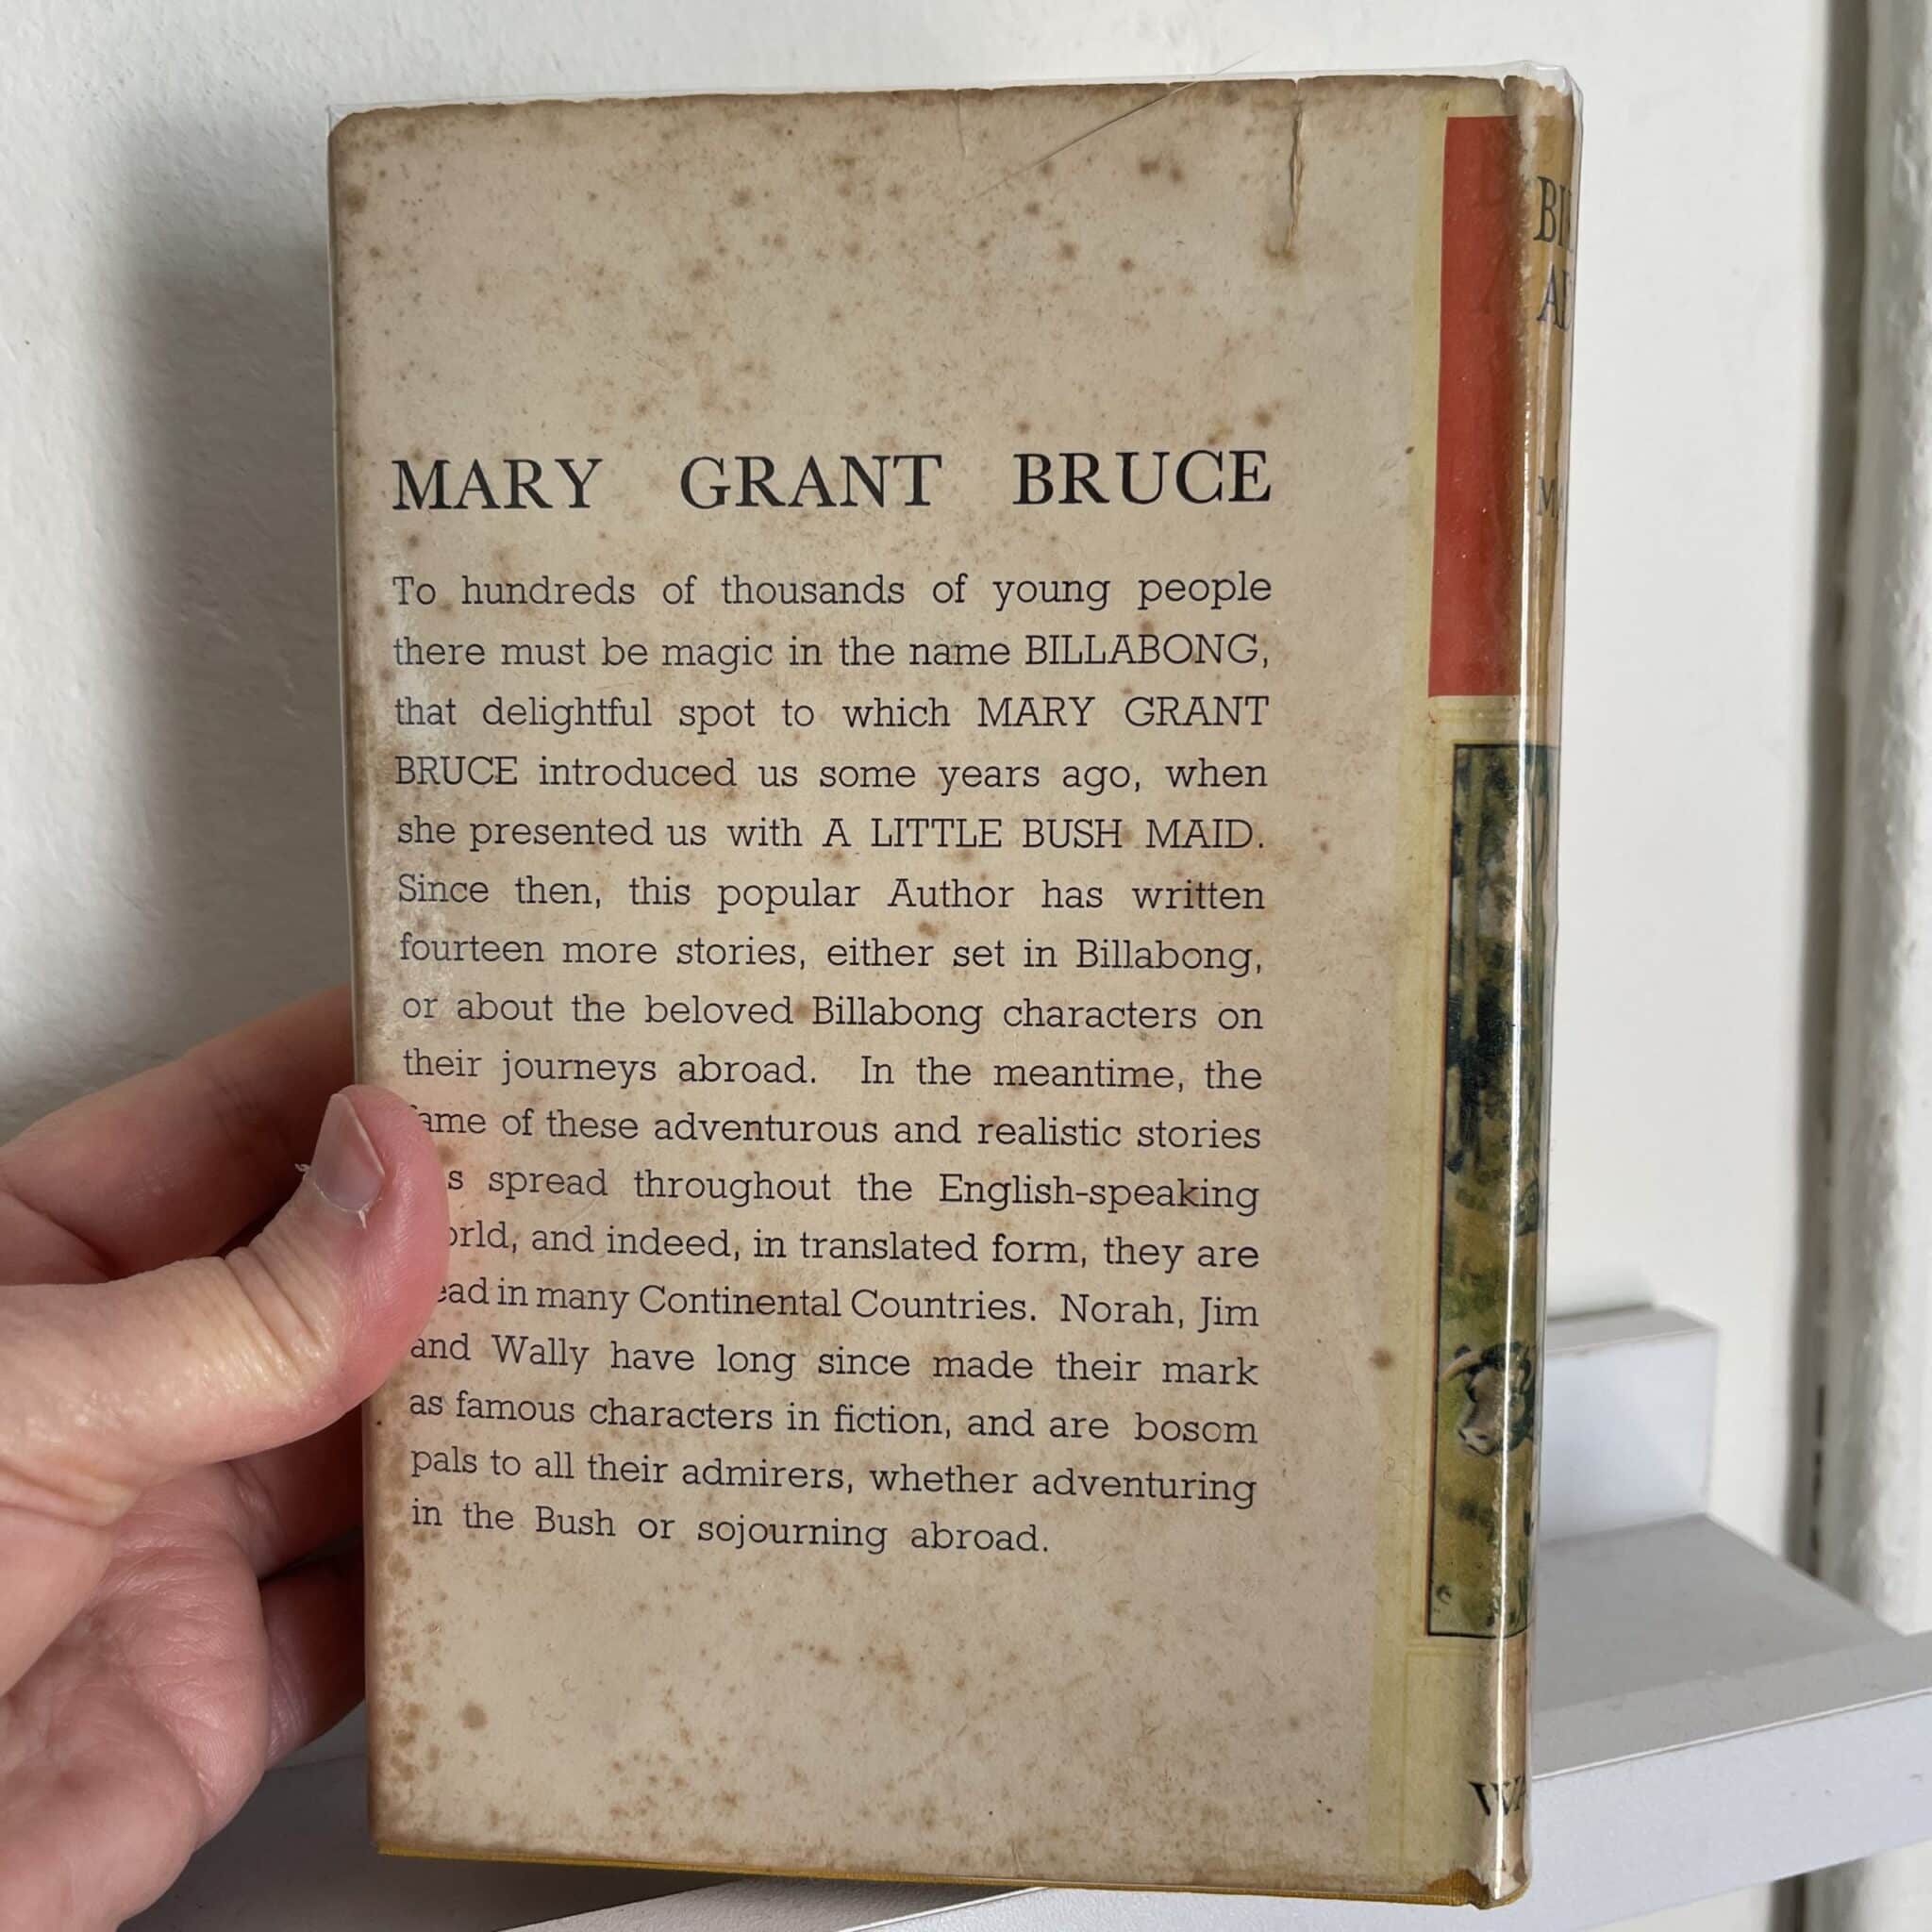 MARY GRANT BRUCE
To hundreds of thousands of young people
there must be magic in the name BILLABONG,
that delightful spot to which MARY GRANT
BRUCE introduced us some years ago, when
she presented us with A LITTLE BUSH MAID.
Since then, this popular Author has written
fourteen more stories, either set in Billabong,
or about the beloved Billabong characters on
their journeys abroad. In the meantime, the
fame of these adventurous and realistic stories
spread throughout the English-speaking
world, and indeed, in translated form, they are
read in many Continental Countries. Norah, Jim
and Wally have long since made their mark
as famous characters in fiction, and are bosom
pals to all their admirers, whether adventuring
in the Bush or sojourning abroad.